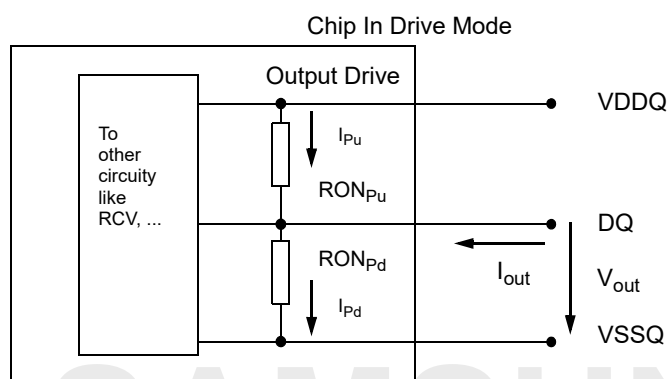 Chip In Drive Mode
Output Drive
VDDQ
To
other
circuity
like
RCV, ...
IPu
RONPu
DQ
RONPd
Iout
Vout
IPd
VSSQ